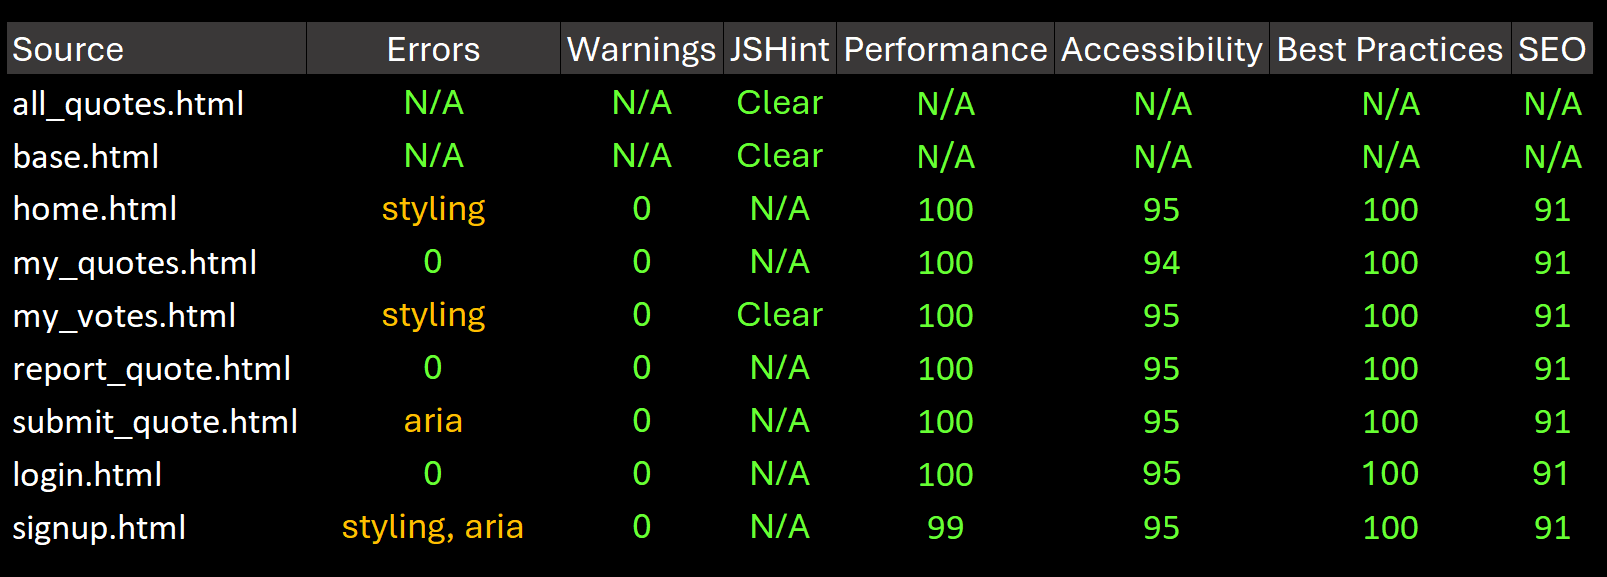 Source Errors Warnings JSHint Performance Accessibility Best Practices SEO
all_quotes.html N/A N/A Clear N/A N/A N/A N/A
base.html N/A N/A Clear N/A N/A N/A N/A
home.html styling 0 N/A 100 95 100 91
my_quotes.html 0 0 N/A 100 94 100 91
my_votes.html styling 0 Clear 100 95 100 91
report_quote.html 0 0 N/A 100 95 100 91
submit_quote.html aria 0 N/A 100 95 100 91
login.html 0 0 N/A 100 95 100 91
signup.html styling, aria 0 N/A 99 95 100 91